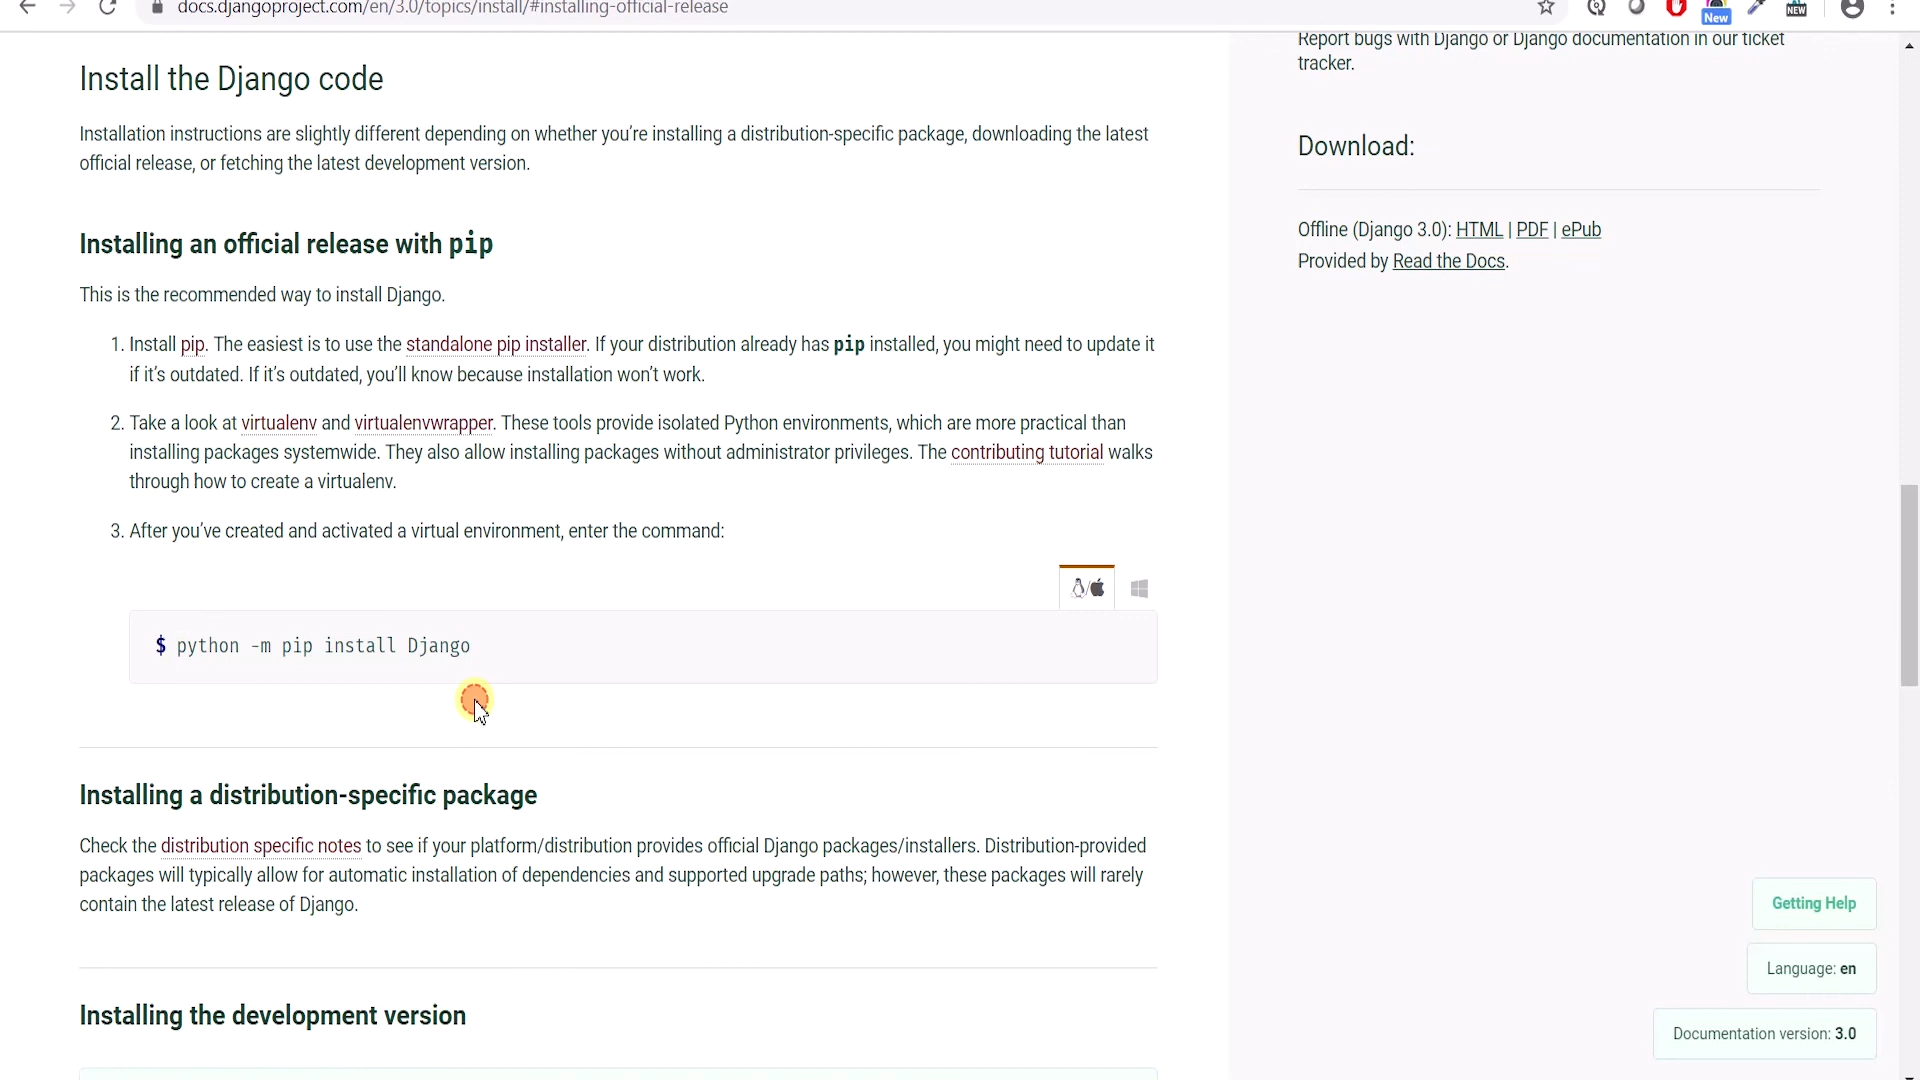 docs.djangoproject.com/en/3.0/topics/install/#installing-official-release
New
NEW
Install the Django code
Installation instructions are slightly different depending on whether you're installing a distribution-specific package, downloading the latest
official release, or fetching the latest development version.
Installing an official release with pip
This is the recommended way to install Django.
1. Install pip. The easiest is to use the standalone pip installer. If your distribution already has pip installed, you might need to update it
if it's outdated. If it's outdated, you'll know because installation won't work.
2. Take a look at virtualenv and virtualenvwrapper. These tools provide isolated Python environments, which are more practical than
installing packages systemwide. They also allow installing packages without administrator privileges. The contributing tutorial walks
through how to create a virtualenv.
3. After you've created and activated a virtual environment, enter the command:
/
$ python -m pip install Django
Installing a distribution-specific package
Check the distribution specific notes to see if your platform/distribution provides official Django packages/installers. Distribution-provided
packages will typically allow for automatic installation of dependencies and supported upgrade paths; however, these packages will rarely
contain the latest release of Django.
Installing the development version
Report bugs with Django or Django documentation in our ticket
tracker.
Download:
Offline (Django 3.0): HTML | PDF | ePub
Provided by Read the Docs.
Getting Help
Language: en
Documentation version: 3.0